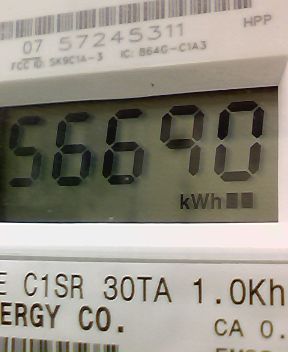 HPP
07 57245311
FCC ID: SK9C1A-3 IC: 864G-C1A3
56690
kWh
E C1SR 30TA 1.0Kh
ERGY CO.
CA 0.